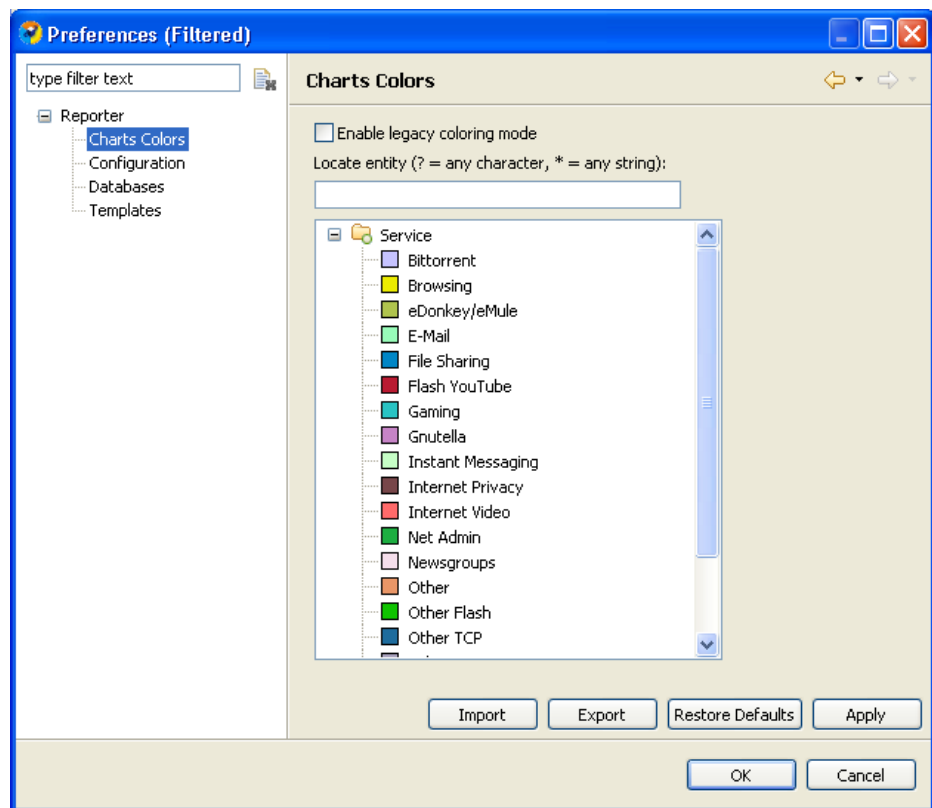 Preferences (Filtered)
type filter text
Reporter
Charts Colors
Configuration
Databases
Templates
Charts Colors
Enable legacy coloring mode
Locate entity (? = any character, * = any string):
Service
Bittorrent
Browsing
eDonkey/eMule
E-Mail
File Sharing
Flash YouTube
Gaming
Gnutella
Instant Messaging
Internet Privacy
Internet Video
Net Admin
Newsgroups
Other
Other Flash
Other TCP
Import
Export
Restore Defaults
Apply
OK
Cancel